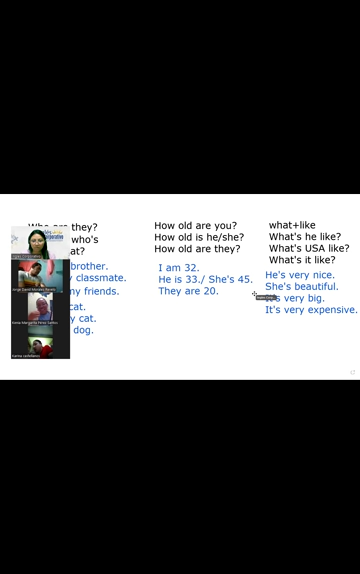 they?
who's
at?
brother.
classmate.
my friends.
cat.
y cat.
dog.
How old are you?
How old is he/she?
How old are they?
I am 32.
He is 33./ She's 45.
They are 20.
what+like
What's he like?
What's USA like?
What's it like?
He's very nice.
She's beautiful.
very big.
It's very expensive.